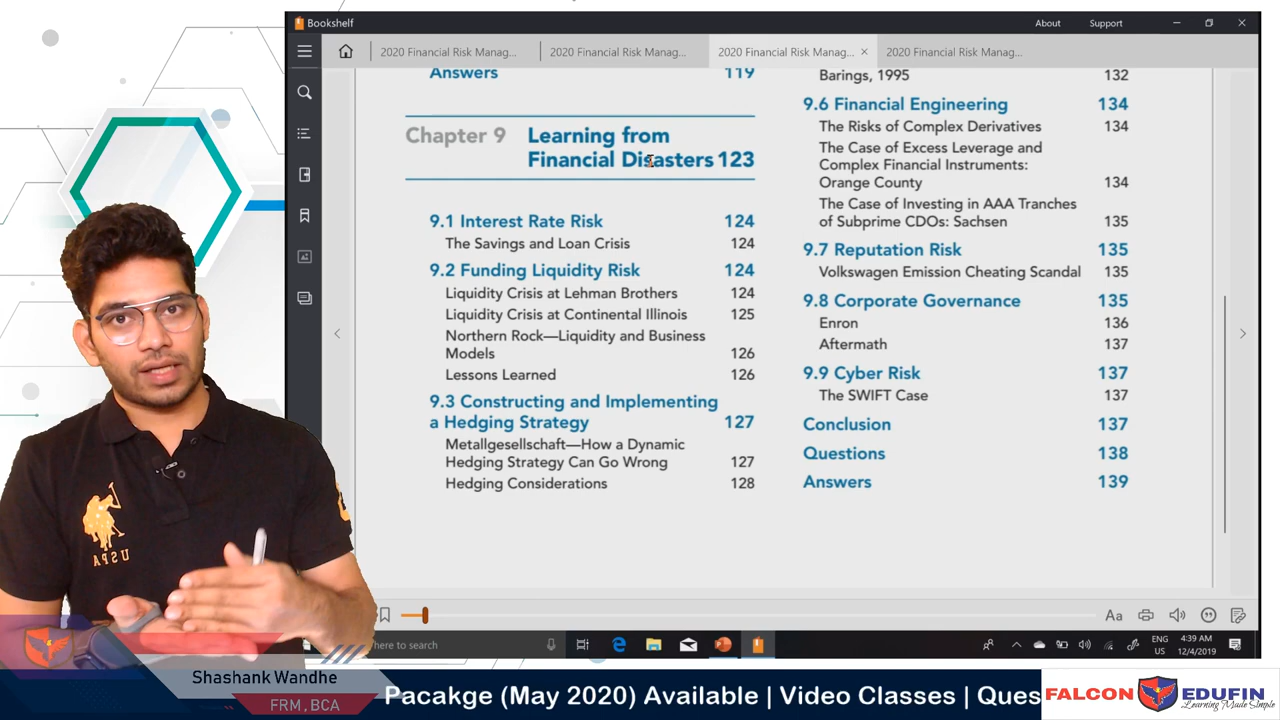 Bookshelf
About
Support
2020 Financial Risk Manag...
2020 Financial Risk Manag...
2020 Financial Risk Manag...
2020 Financial Risk Manag...
Answers 119
Chapter 9 Learning from
Financial Disasters 123
9.1 Interest Rate Risk 124
The Savings and Loan Crisis 124
9.2 Funding Liquidity Risk 124
Liquidity Crisis at Lehman Brothers 124
Liquidity Crisis at Continental Illinois 125
Northern Rock—Liquidity and Business
Models 126
Lessons Learned 126
9.3 Constructing and Implementing
a Hedging Strategy 127
Metallgesellschaft—How a Dynamic
Hedging Strategy Can Go Wrong 127
Hedging Considerations 128
Barings, 1995 132
9.6 Financial Engineering 134
The Risks of Complex Derivatives 134
The Case of Excess Leverage and
Complex Financial Instruments:
Orange County 134
The Case of Investing in AAA Tranches
of Subprime CDOs: Sachsen 135
9.7 Reputation Risk 135
Volkswagen Emission Cheating Scandal 135
9.8 Corporate Governance 135
Enron 136
Aftermath 137
9.9 Cyber Risk 137
The SWIFT Case 137
Conclusion 137
Questions 138
Answers 139
USPA
Aa
here to search
ENG
US
4:39 AM
12/4/2019
Shashank Wandhe
FRM, BCA
Pacakge (May 2020) Available | Video Classes | Ques
FALCON EDUFIN
Learning Made Simple